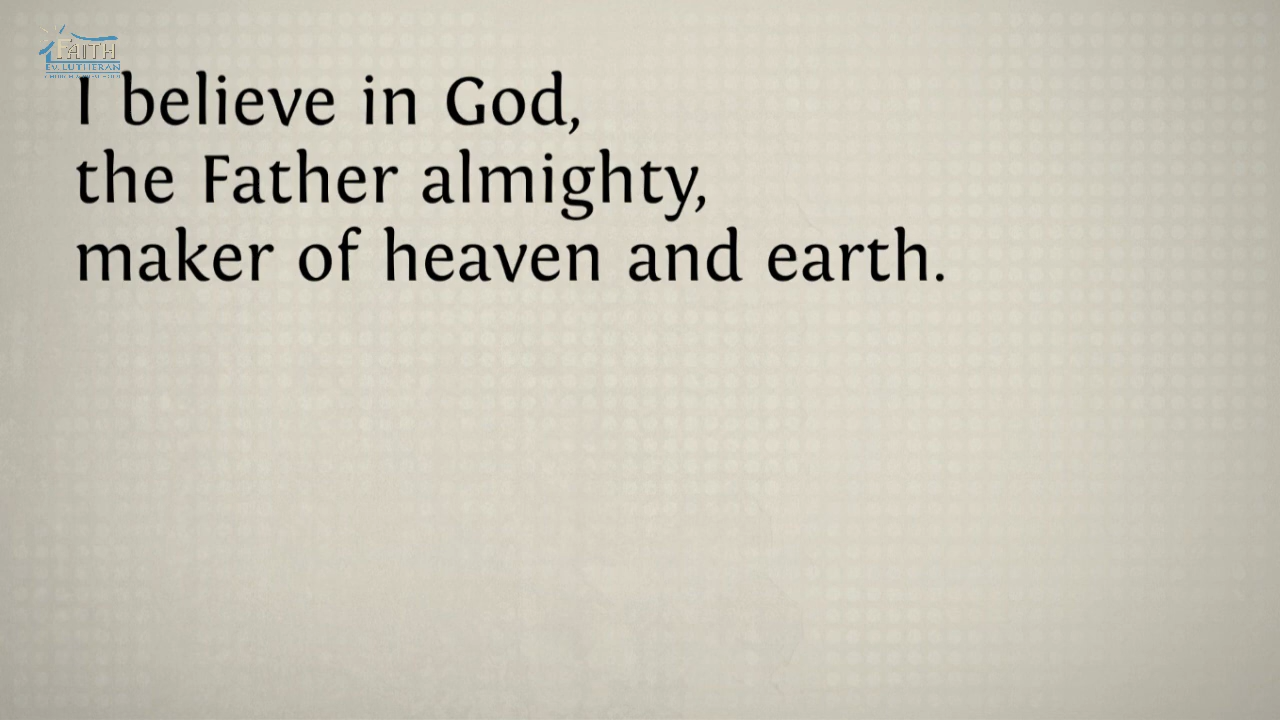 FAITH
EV. LUTHERAN
I believe in God,
the Father almighty,
maker of heaven and earth.